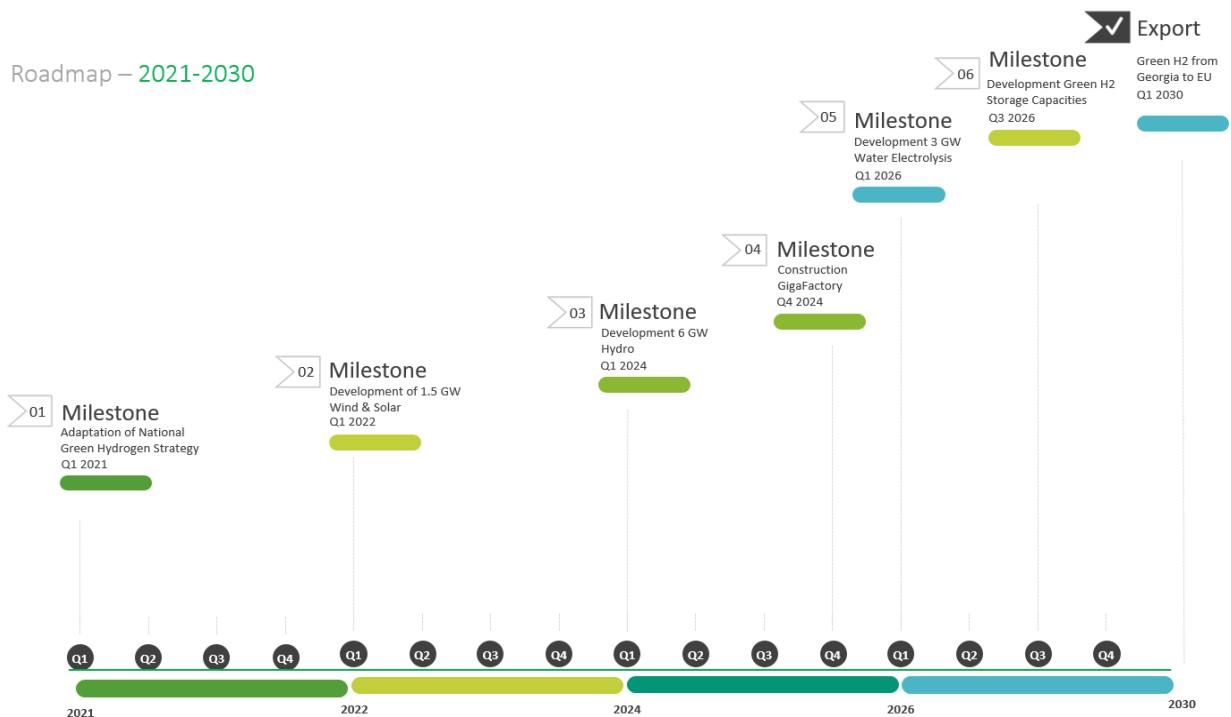 Roadmap – 2021-2030
01
Milestone
Adaptation of National
Green Hydrogen Strategy
Q1 2021
02
Milestone
Development of 1.5 GW
Wind & Solar
Q1 2022
03
Milestone
Development 6 GW
Hydro
Q1 2024
04
Milestone
Construction
GigaFactory
Q4 2024
05
Milestone
Development 3 GW
Water Electrolysis
Q1 2026
06
Milestone
Development Green H2
Storage Capacities
Q3 2026
Export
Green H2 from
Georgia to EU
Q1 2030
Q1 Q2 Q3 Q4 Q1 Q2 Q3 Q4 Q1 Q2 Q3 Q4 Q1 Q2 Q3 Q4
2021 2022 2024 2026 2030